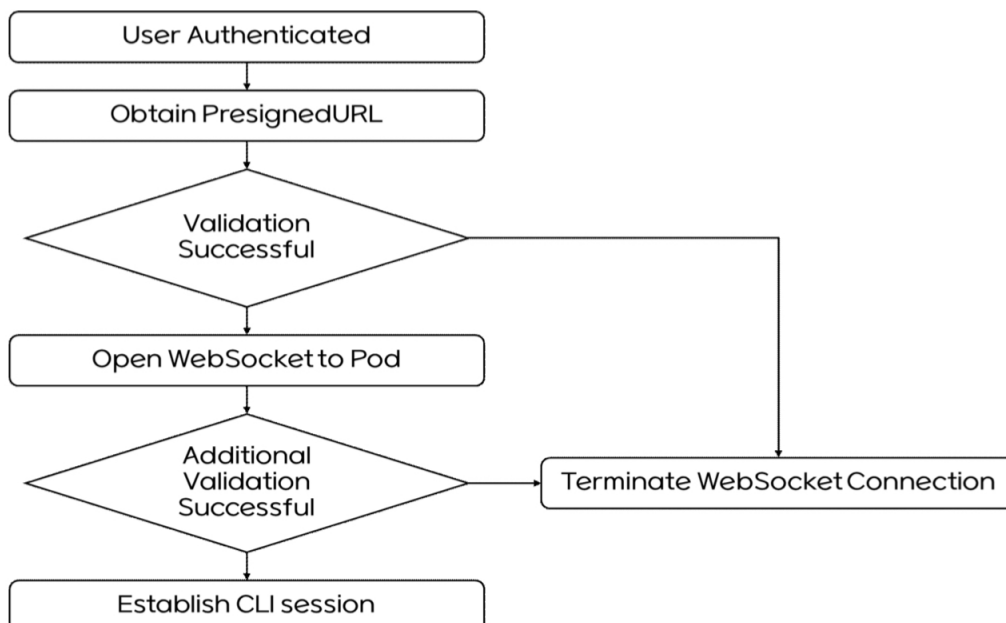 User Authenticated
Obtain PresignedURL
Validation
Successful
Open WebSocket to Pod
Additional
Validation
Successful
Terminate WebSocket Connection
Establish CLI session